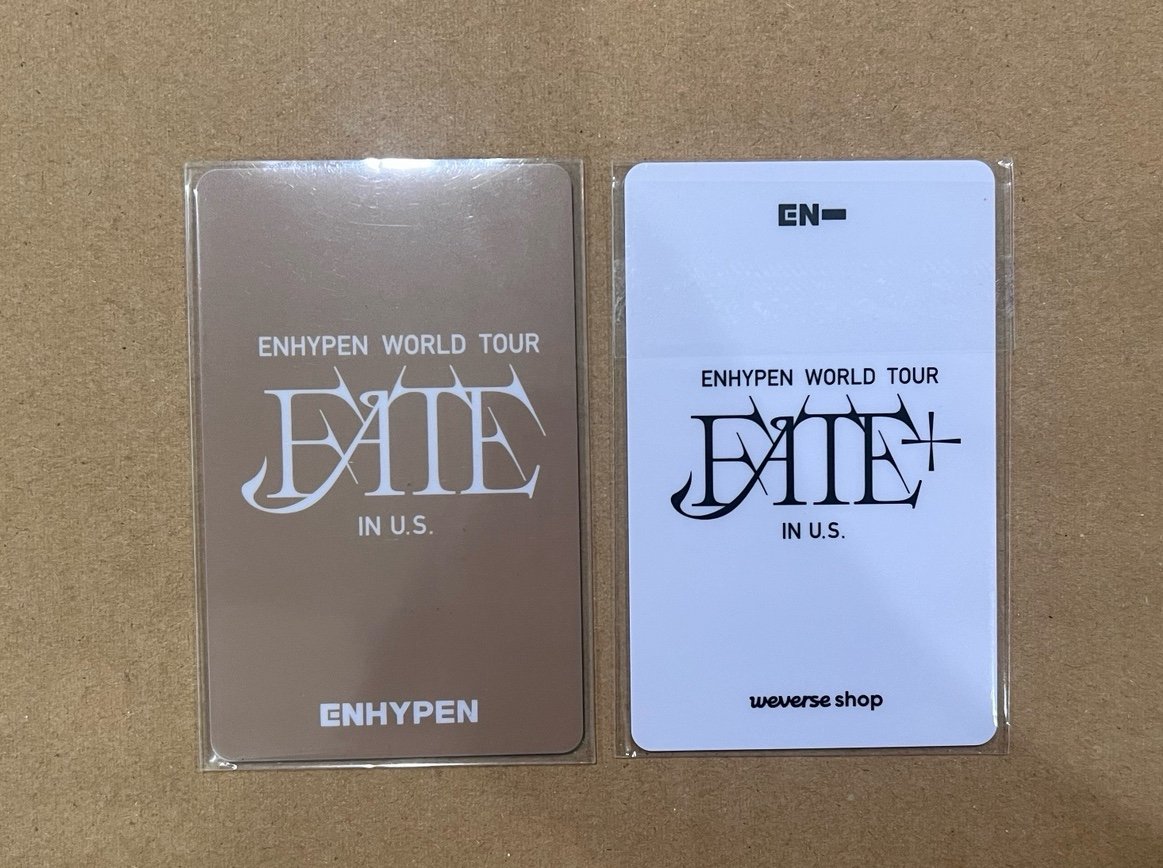 ENHYPEN WORLD TOUR
FATE
IN U.S.
ENHYPEN
EN-
ENHYPEN WORLD TOUR
FATE+
IN U.S.
weverse shop